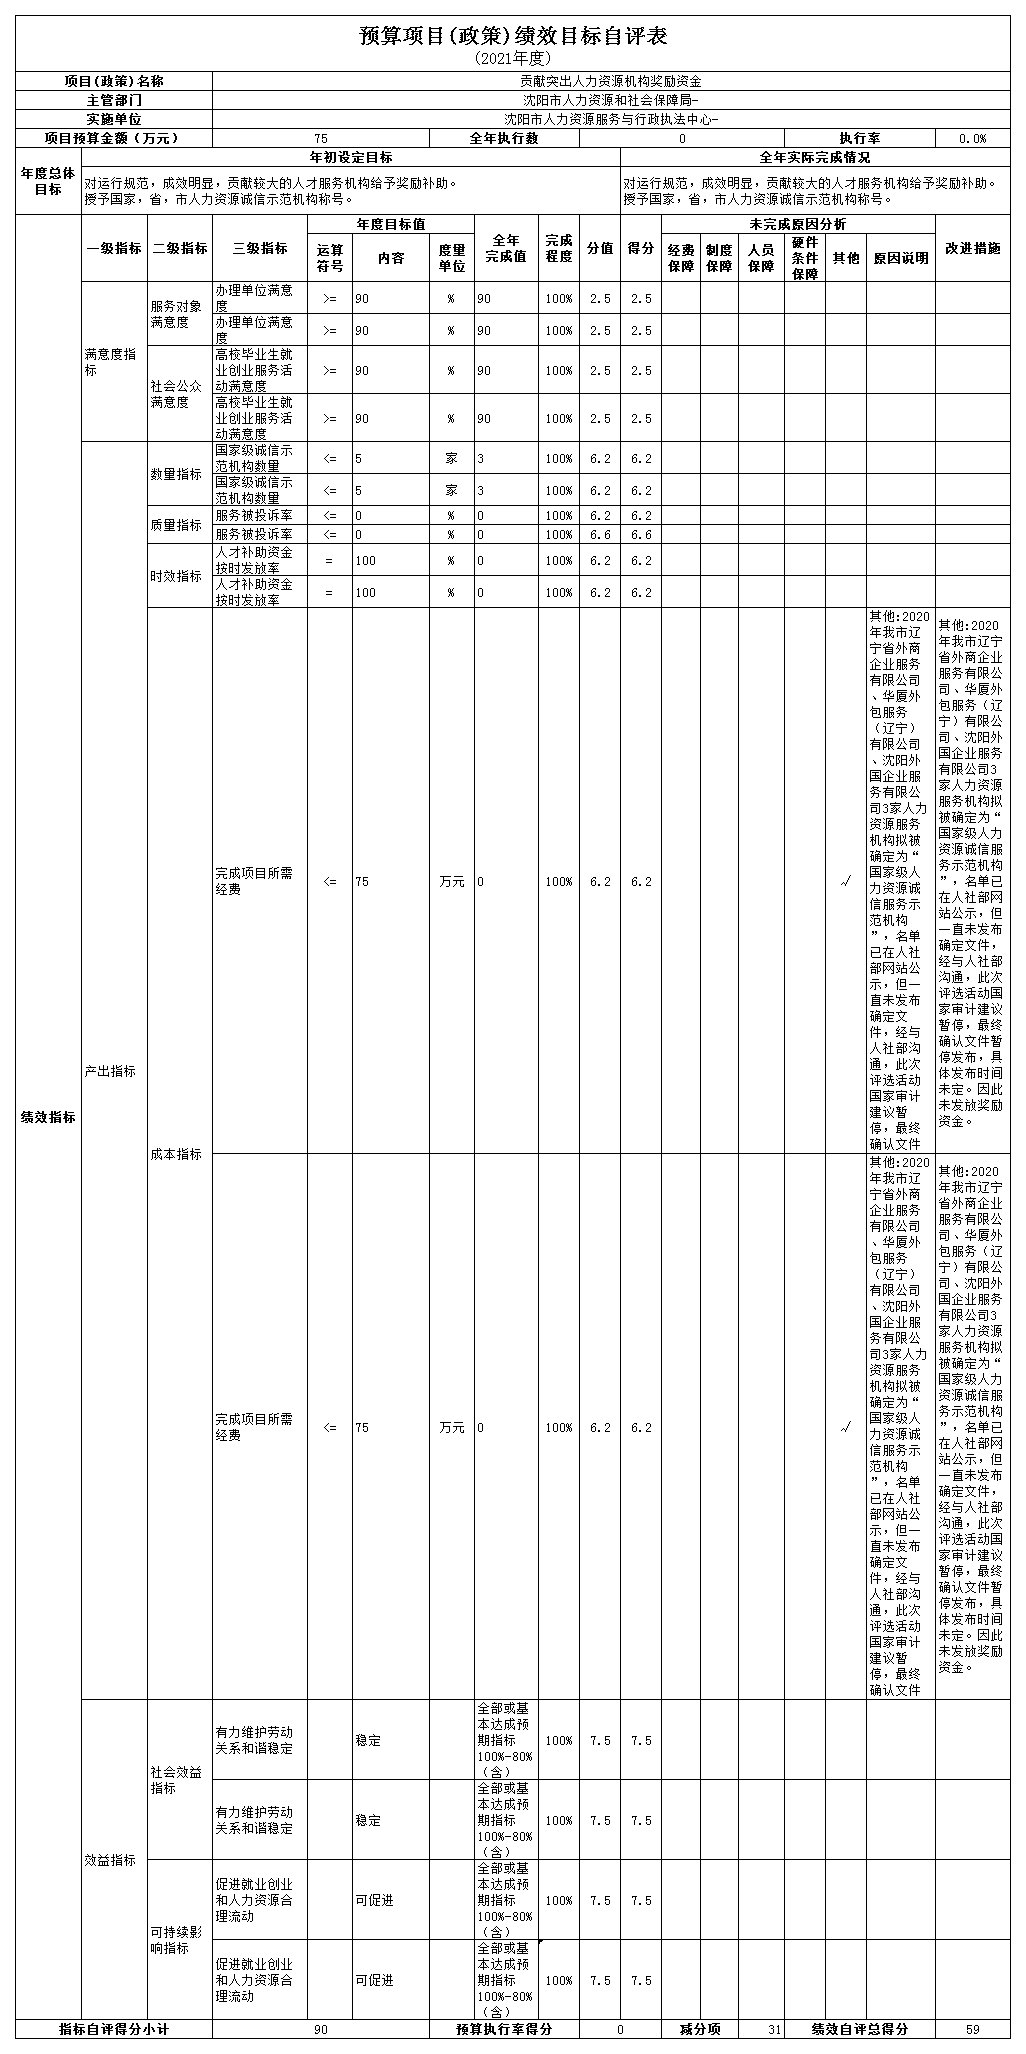 预算项目(政策)绩效目标自评表
(2021年度)
项目(政策)名称 贡献突出人力资源机构奖励资金
主管部门 沈阳市人力资源和社会保障局-
实施单位 沈阳市人力资源服务与行政执法中心-
项目预算金额（万元） 75 全年执行数 0 执行率 0.0%
年度总体
目标
年初设定目标 全年实际完成情况
对运行规范，成效明显，贡献较大的人才服务机构给予奖励补助。
授予国家，省，市人力资源诚信示范机构称号。
对运行规范，成效明显，贡献较大的人才服务机构给予奖励补助。
授予国家，省，市人力资源诚信示范机构称号。
绩效指标
一级指标 二级指标 三级指标
年度目标值
运算
符号
内容
度量
单位
全年
完成值
完成
程度
分值 得分
未完成原因分析
经费
保障
制度
保障
人员
保障
硬件
条件
保障
其他 原因说明
改进措施
满意度指
标
服务对象
满意度
办理单位满意
度
>= 90 % 90 100% 2.5 2.5
办理单位满意
度
>= 90 % 90 100% 2.5 2.5
社会公众
满意度
高校毕业生就
业创业服务活
动满意度
>= 90 % 90 100% 2.5 2.5
高校毕业生就
业创业服务活
动满意度
>= 90 % 90 100% 2.5 2.5
产出指标
数量指标
国家级诚信示
范机构数量
<= 5 家 3 100% 6.2 6.2
国家级诚信示
范机构数量
<= 5 家 3 100% 6.2 6.2
质量指标
服务被投诉率 <= 0 % 0 100% 6.2 6.2
服务被投诉率 <= 0 % 0 100% 6.6 6.6
时效指标
人才补助资金
按时发放率
= 100 % 0 100% 6.2 6.2
人才补助资金
按时发放率
= 100 % 0 100% 6.2 6.2
成本指标
完成项目所需
经费
<= 75 万元 0 100% 6.2 6.2 √
其他:2020
年我市辽
宁省外商
企业服务
有限公司
、华厦外
包服务
（辽宁）
有限公司
、沈阳外
国企业服
务有限公
司3家人力
资源服务
机构拟被
确定为“
国家级人
力资源诚
信服务示
范机构
”，名单
已在人社
部网站公
示，但一
直未发布
确定文
件，经与
人社部沟
通，此次
评选活动
国家审计
建议暂
停，最终
确认文件
其他:2020
年我市辽宁
省外商企业
服务有限公
司、华厦外
包服务（辽
宁）有限公
司、沈阳外
国企业服务
有限公司3
家人力资源
服务机构拟
被确定为“
国家级人力
资源诚信服
务示范机构
”，名单已
在人社部网
站公示，但
一直未发布
确定文件，
经与人社部
沟通，此次
评选活动国
家审计建议
暂停，最终
确认文件暂
停发布，具
体发布时间
未定。因此
未发放奖励
资金。
完成项目所需
经费
<= 75 万元 0 100% 6.2 6.2 √
其他:2020
年我市辽
宁省外商
企业服务
有限公司
、华厦外
包服务
（辽宁）
有限公司
、沈阳外
国企业服
务有限公
司3家人力
资源服务
机构拟被
确定为“
国家级人
力资源诚
信服务示
范机构
”，名单
已在人社
部网站公
示，但一
直未发布
确定文
件，经与
人社部沟
通，此次
评选活动
国家审计
建议暂
停，最终
确认文件
其他:2020
年我市辽宁
省外商企业
服务有限公
司、华厦外
包服务（辽
宁）有限公
司、沈阳外
国企业服务
有限公司3
家人力资源
服务机构拟
被确定为“
国家级人力
资源诚信服
务示范机构
”，名单已
在人社部网
站公示，但
一直未发布
确定文件，
经与人社部
沟通，此次
评选活动国
家审计建议
暂停，最终
确认文件暂
停发布，具
体发布时间
未定。因此
未发放奖励
资金。
效益指标
社会效益
指标
有力维护劳动
关系和谐稳定
稳定
全部或基
本达成预
期指标
100%-80%
（含）
100% 7.5 7.5
有力维护劳动
关系和谐稳定
稳定
全部或基
本达成预
期指标
100%-80%
（含）
100% 7.5 7.5
可持续影
响指标
促进就业创业
和人力资源合
理流动
可促进
全部或基
本达成预
期指标
100%-80%
（含）
100% 7.5 7.5
促进就业创业
和人力资源合
理流动
可促进
全部或基
本达成预
期指标
100%-80%
（含）
100% 7.5 7.5
指标自评得分小计 90 预算执行率得分 0 减分项 31 绩效自评总得分 59